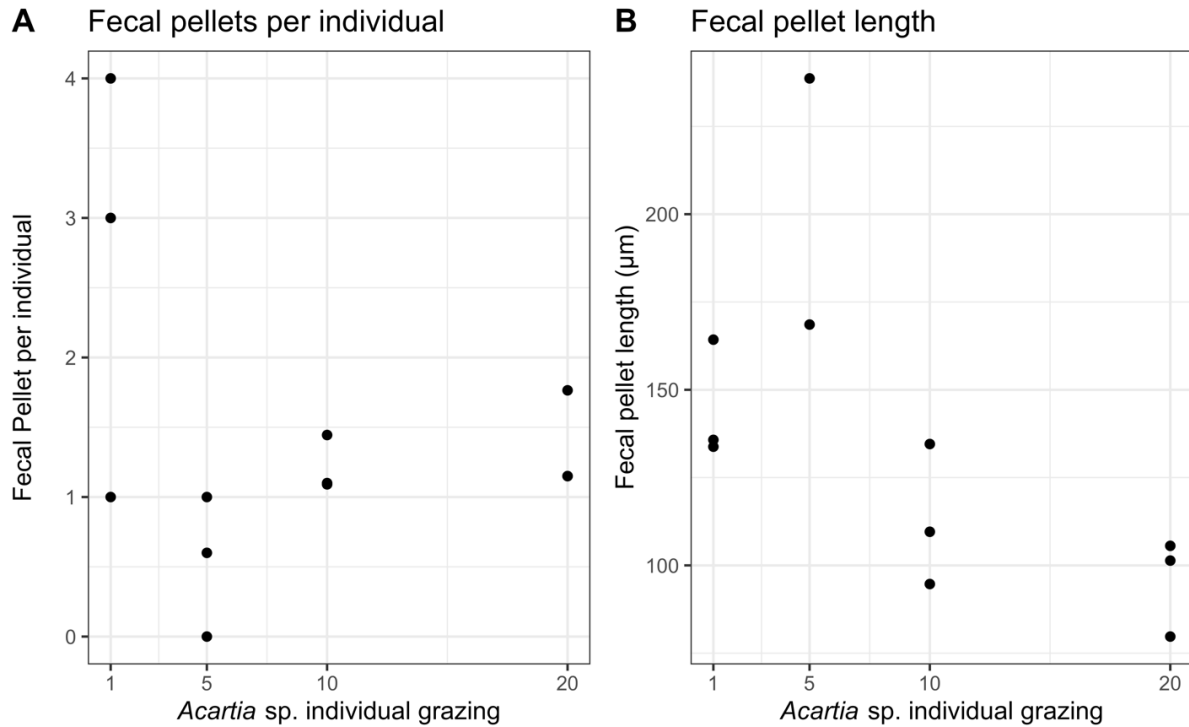 A Fecal pellets per individual
Fecal Pellet per individual
4
3
2
1
0
1 5 10 20
Acartia sp. individual grazing
B Fecal pellet length
Fecal pellet length (μm)
200
150
100
1 5 10 20
Acartia sp. individual grazing